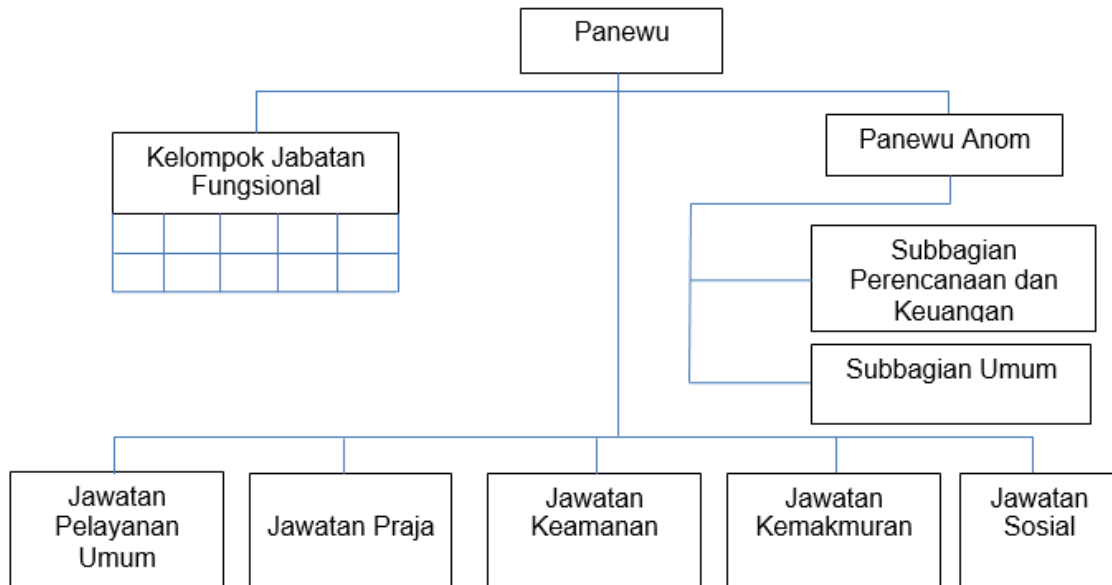 Panewu
Kelompok Jabatan
Fungsional
Panewu Anom
Subbagian
Perencanaan dan
Keuangan
Subbagian Umum
Jawatan
Pelayanan
Umum
Jawatan Praja
Jawatan
Keamanan
Jawatan
Kemakmuran
Jawatan
Sosial